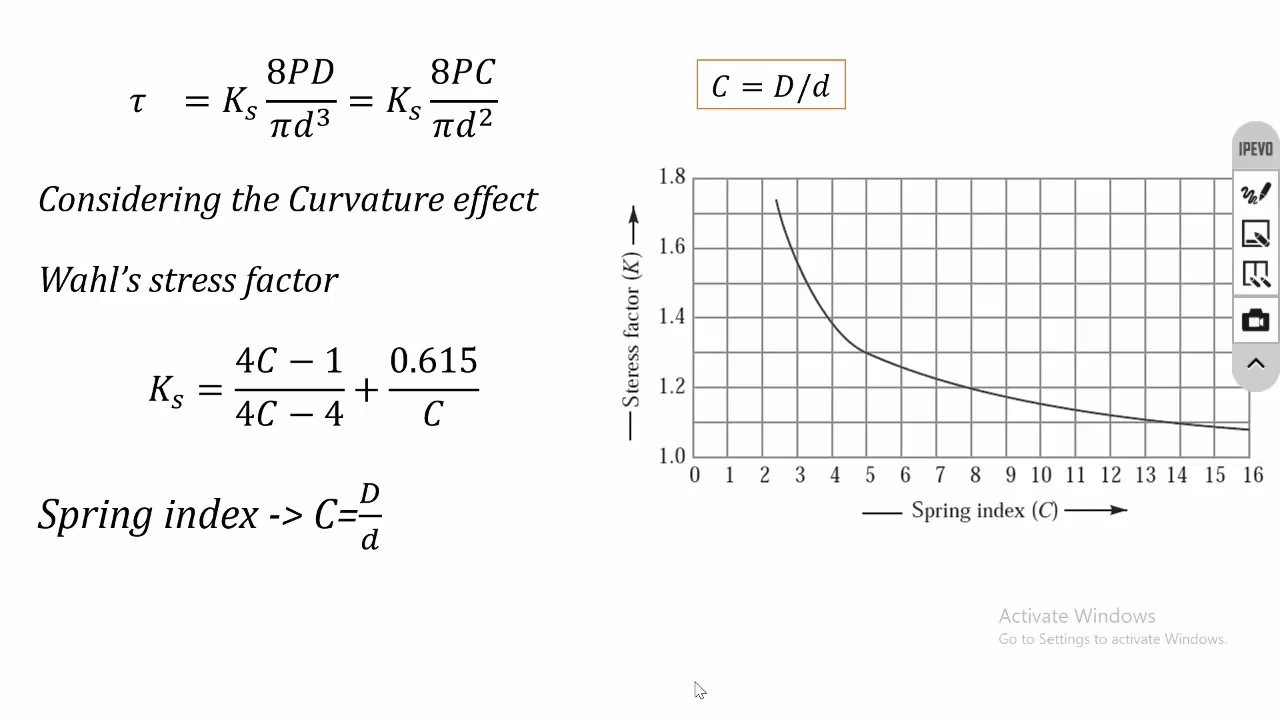 τ = K_s 8PD/πd³ = K_s 8PC/πd²
C = D/d
Considering the Curvature effect
Wahl's stress factor
K_s = 4C − 1/4C − 4 + 0.615/C
Spring index -> C=D/d
IPEVO
1.8
1.6
1.4
1.2
1.0
Steress factor (K)
0 1 2 3 4 5 6 7 8 9 10 11 12 13 14 15 16
Spring index (C)
Activate Windows
Go to Settings to activate Windows.